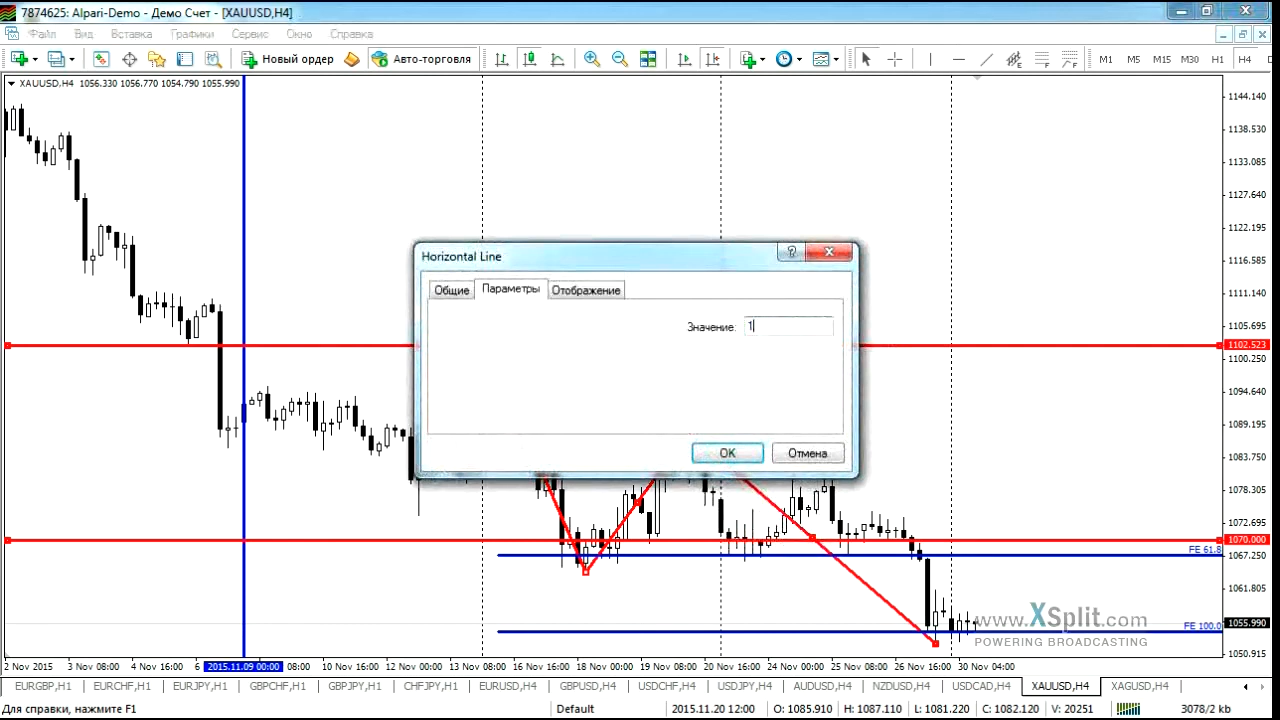 7874625: Alpari-Demo - Демо Счет - [XAUUSD,H4]
Файл Вид Вставка Графики Сервис Окно Справка
Новый ордер Авто-торговля M1 M5 M15 M30 H1 H4
XAUUSD,H4 1056.330 1056.770 1054.790 1055.990
1144.140
1138.530
1133.085
1127.640
1122.195
1116.585
1111.140
1105.695
1102.523
1100.250
1094.640
1089.195
1083.750
1078.305
1072.695
1070.000
1067.250
1061.805
1055.990
1050.915
Horizontal Line
Общие Параметры Отображение
Значение: 1
OK Отмена
FE 61.8
FE 100.0
www.XSplit.com
POWERING BROADCASTING
2 Nov 2015 3 Nov 08:00 4 Nov 16:00 6 2015.11.09 00:00 08:00 10 Nov 16:00 12 Nov 00:00 13 Nov 08:00 16 Nov 16:00 18 Nov 00:00 19 Nov 08:00 20 Nov 16:00 24 Nov 00:00 25 Nov 08:00 26 Nov 16:00 30 Nov 04:00
EURGBP,H1 EURCHF,H1 EURJPY,H1 GBPCHF,H1 GBPJPY,H1 CHFJPY,H1 EURUSD,H4 GBPUSD,H4 USDCHF,H4 USDJPY,H4 AUDUSD,H4 NZDUSD,H4 USDCAD,H4 XAUUSD,H4 XAGUSD,H4
Для справки, нажмите F1 Default 2015.11.20 12:00 O: 1085.910 H: 1087.110 L: 1081.220 C: 1082.120 V: 20251 3078/2 kb